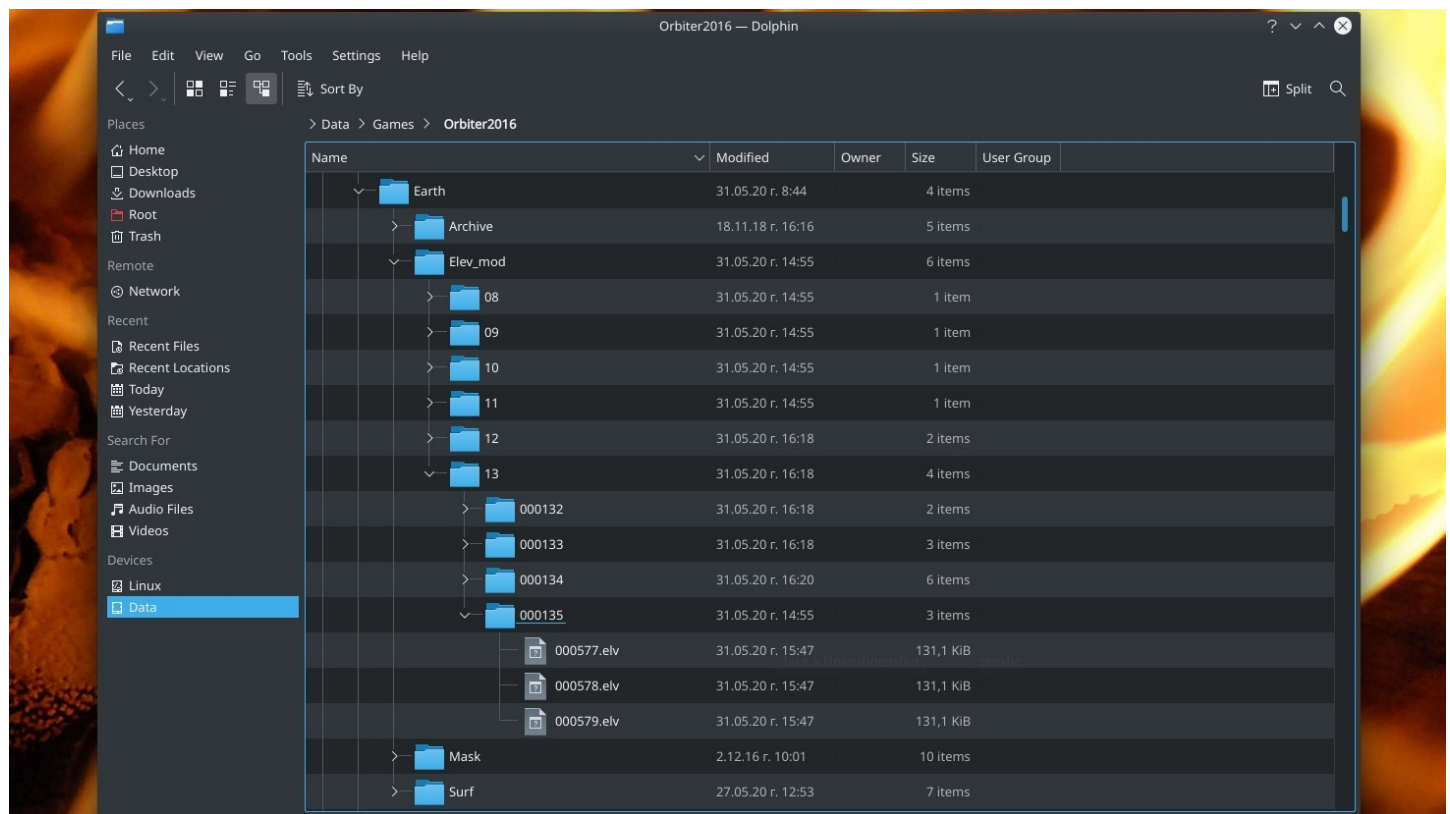 Orbiter2016 — Dolphin
File Edit View Go Tools Settings Help
Sort By Split
Places
Home
Desktop
Downloads
Root
Trash
Remote
Network
Recent
Recent Files
Recent Locations
Today
Yesterday
Search For
Documents
Images
Audio Files
Videos
Devices
Linux
Data
> Data > Games > Orbiter2016
Name Modified Owner Size User Group
Earth 31.05.20 г. 8:44 4 items
Archive 18.11.18 г. 16:16 5 items
Elev_mod 31.05.20 г. 14:55 6 items
08 31.05.20 г. 14:55 1 item
09 31.05.20 г. 14:55 1 item
10 31.05.20 г. 14:55 1 item
11 31.05.20 г. 14:55 1 item
12 31.05.20 г. 16:18 2 items
13 31.05.20 г. 16:18 4 items
000132 31.05.20 г. 16:18 2 items
000133 31.05.20 г. 16:18 3 items
000134 31.05.20 г. 16:20 6 items
000135 31.05.20 г. 14:55 3 items
000577.elv 31.05.20 г. 15:47 131,1 KiB
000578.elv 31.05.20 г. 15:47 131,1 KiB
000579.elv 31.05.20 г. 15:47 131,1 KiB
Mask 2.12.16 г. 10:01 10 items
Surf 27.05.20 г. 12:53 7 items